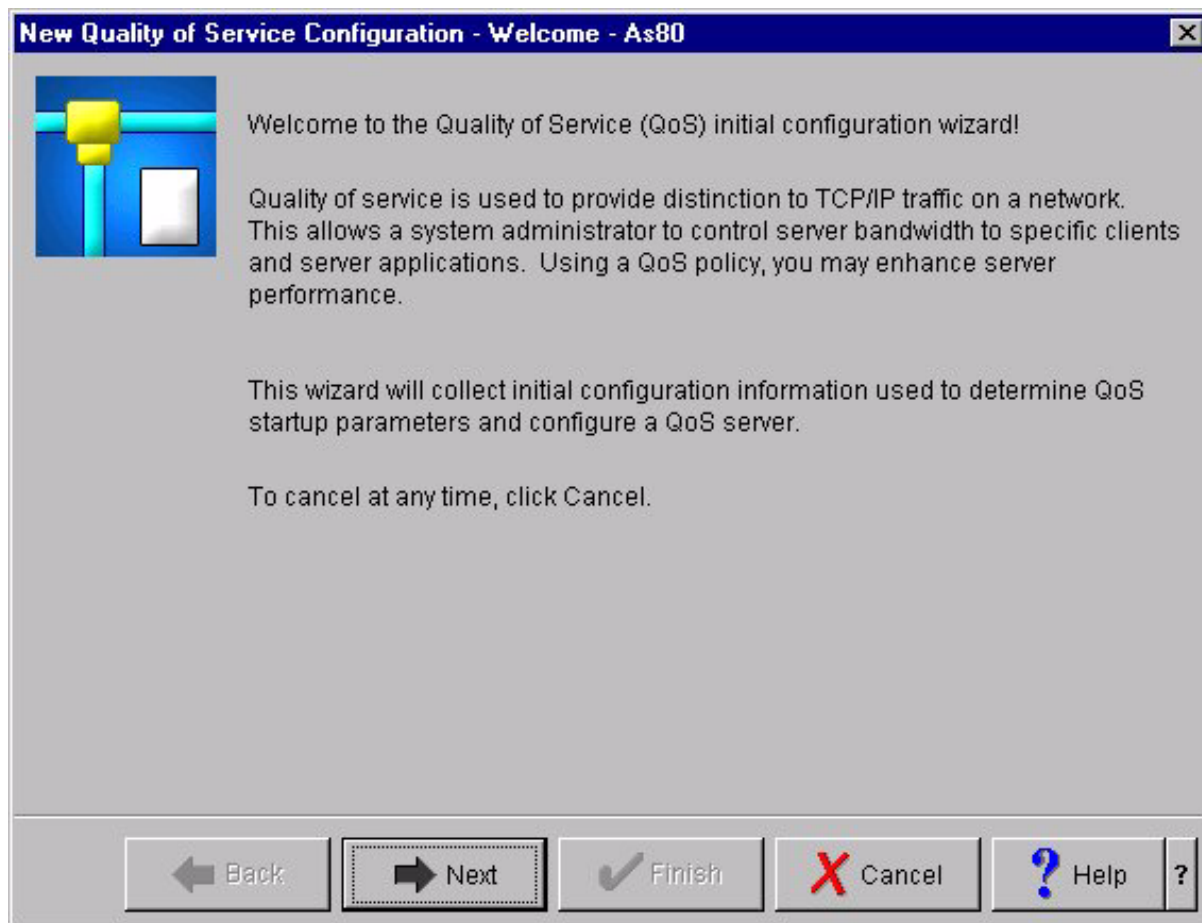 New Quality of Service Configuration - Welcome - As80
Welcome to the Quality of Service (QoS) initial configuration wizard!
Quality of service is used to provide distinction to TCP/IP traffic on a network.
This allows a system administrator to control server bandwidth to specific clients
and server applications.  Using a QoS policy, you may enhance server
performance.
This wizard will collect initial configuration information used to determine QoS
startup parameters and configure a QoS server.
To cancel at any time, click Cancel.
Back Next Finish Cancel ? Help ?